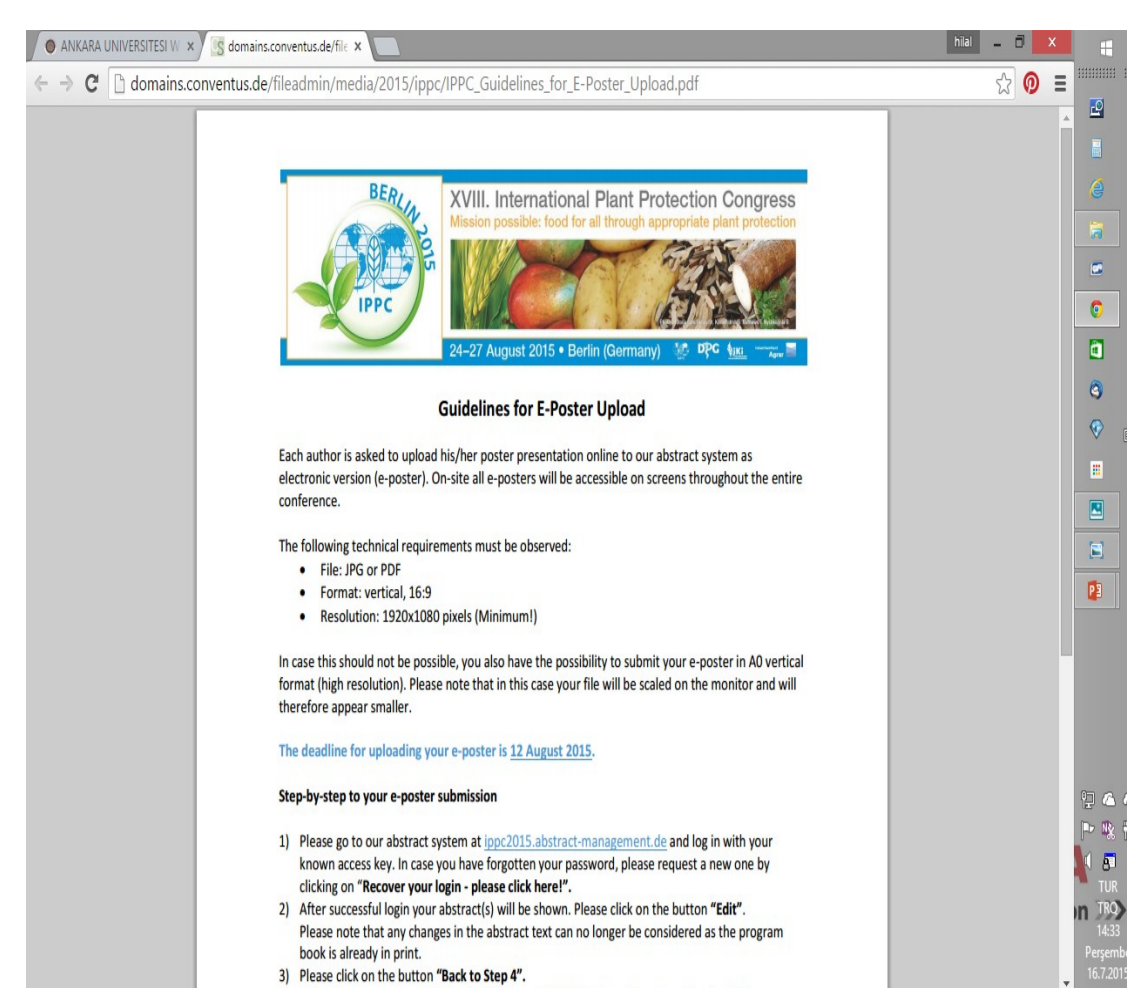 ANKARA UNIVERSITESI W
domains.conventus.de/file
hilal
domains.conventus.de/fileadmin/media/2015/ippc/IPPC_Guidelines_for_E-Poster_Upload.pdf
BERLIN 2015
IPPC
XVIII. International Plant Protection Congress
Mission possible: food for all through appropriate plant protection
24–27 August 2015 • Berlin (Germany)
DPG
JKI
Guidelines for E-Poster Upload
Each author is asked to upload his/her poster presentation online to our abstract system as
electronic version (e-poster). On-site all e-posters will be accessible on screens throughout the entire
conference.
The following technical requirements must be observed:
• File: JPG or PDF
• Format: vertical, 16:9
• Resolution: 1920x1080 pixels (Minimum!)
In case this should not be possible, you also have the possibility to submit your e-poster in A0 vertical
format (high resolution). Please note that in this case your file will be scaled on the monitor and will
therefore appear smaller.
The deadline for uploading your e-poster is 12 August 2015.
Step-by-step to your e-poster submission
1) Please go to our abstract system at ippc2015.abstract-management.de and log in with your
known access key. In case you have forgotten your password, please request a new one by
clicking on “Recover your login - please click here!”.
2) After successful login your abstract(s) will be shown. Please click on the button “Edit”.
Please note that any changes in the abstract text can no longer be considered as the program
book is already in print.
3) Please click on the button “Back to Step 4”.
TUR
TRQ
14:33
Perşembe
16.7.2015